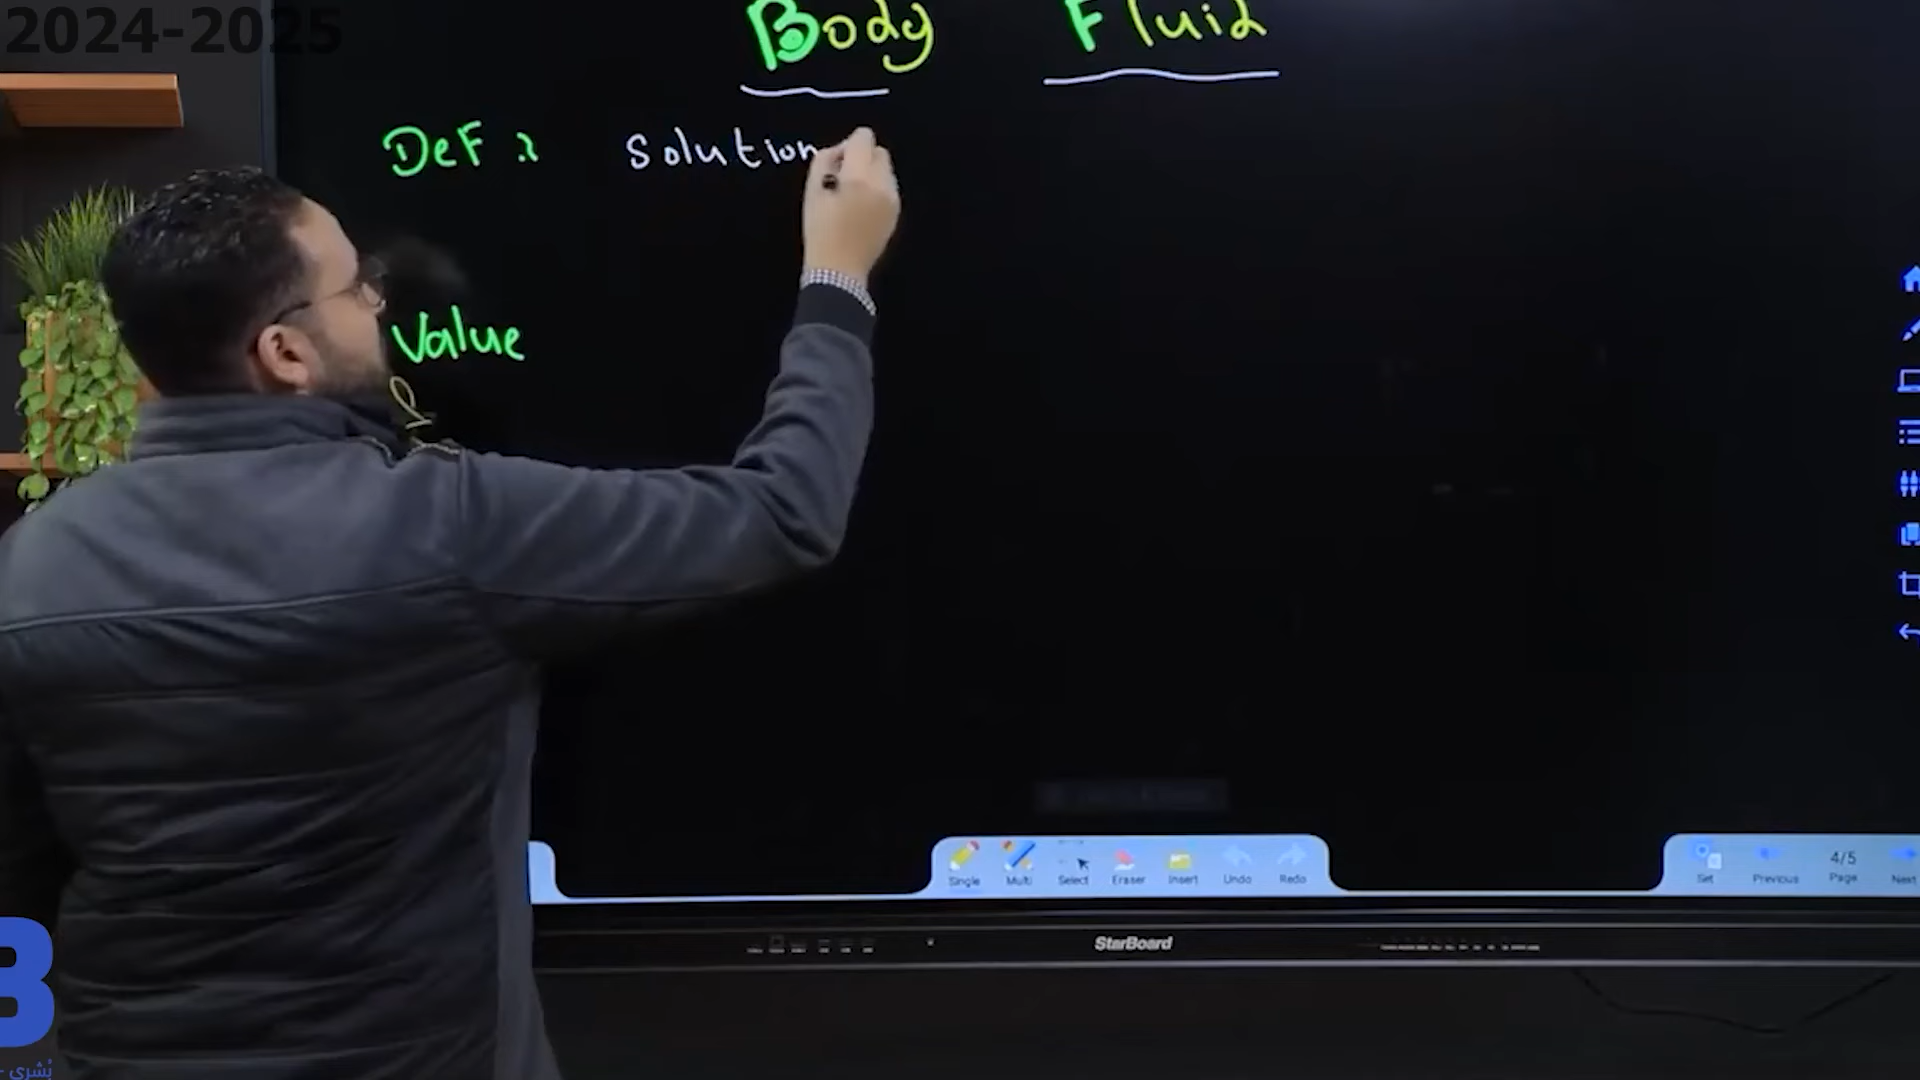 2024-2025
Body Fluid
DeF : Solution
Value
Single Multi Select Eraser Insert Undo Redo
Set Previous 4/5 Page Next
StarBoard
B
بُشرى